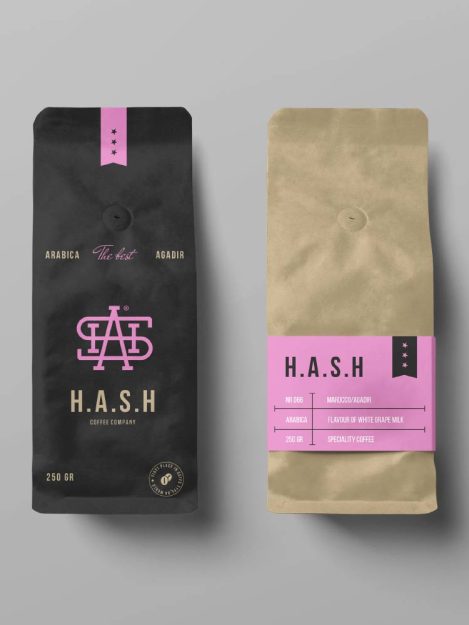 ARABICA The best AGADIR
HAS®
H.A.S.H
COFFEE COMPANY
250 GR
H.A.S.H
NR 066 MAROCCO/AGADIR
ARABICA FLAVOUR OF WHITE GRAPE MILK
250 GR SPECIALITY COFFEE